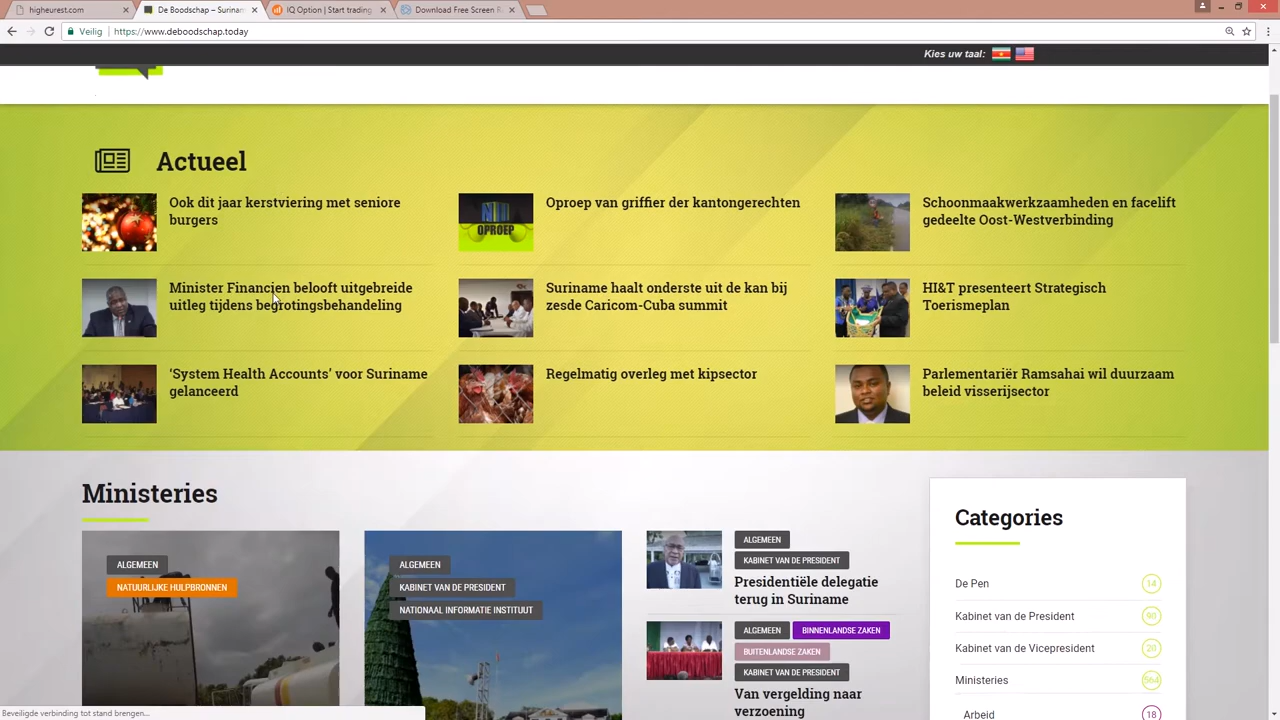 higheurest.com
De Boodschap – Surinam
IQ Option | Start trading
Download Free Screen R
Veilig
https://www.deboodschap.today
Kies uw taal:
Actueel
Ook dit jaar kerstviering met seniore
burgers
Oproep van griffier der kantongerechten
OPROEP
Schoonmaakwerkzaamheden en facelift
gedeelte Oost-Westverbinding
Minister Financien belooft uitgebreide
uitleg tijdens begrotingsbehandeling
Suriname haalt onderste uit de kan bij
zesde Caricom-Cuba summit
HI&T presenteert Strategisch
Toerismeplan
‘System Health Accounts’ voor Suriname
gelanceerd
Regelmatig overleg met kipsector
Parlementariër Ramsahai wil duurzaam
beleid visserijsector
Ministeries
ALGEMEEN
NATUURLIJKE HULPBRONNEN
ALGEMEEN
KABINET VAN DE PRESIDENT
NATIONAAL INFORMATIE INSTITUUT
ALGEMEEN
KABINET VAN DE PRESIDENT
Presidentiële delegatie
terug in Suriname
ALGEMEEN
BINNENLANDSE ZAKEN
BUITENLANDSE ZAKEN
KABINET VAN DE PRESIDENT
Van vergelding naar
verzoening
Categories
De Pen 14
Kabinet van de President 90
Kabinet van de Vicepresident 20
Ministeries 564
Arbeid 18
Beveiligde verbinding tot stand brengen...